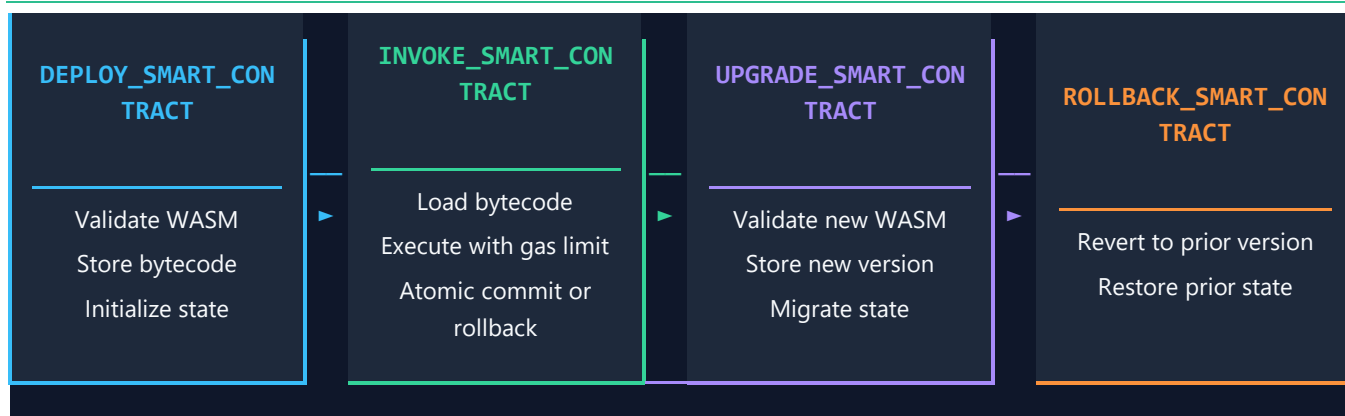 DEPLOY_SMART_CON
TRACT
Validate WASM
Store bytecode
Initialize state
INVOKE_SMART_CON
TRACT
Load bytecode
Execute with gas limit
Atomic commit or
rollback
UPGRADE_SMART_CON
TRACT
Validate new WASM
Store new version
Migrate state
ROLLBACK_SMART_CON
TRACT
Revert to prior version
Restore prior state